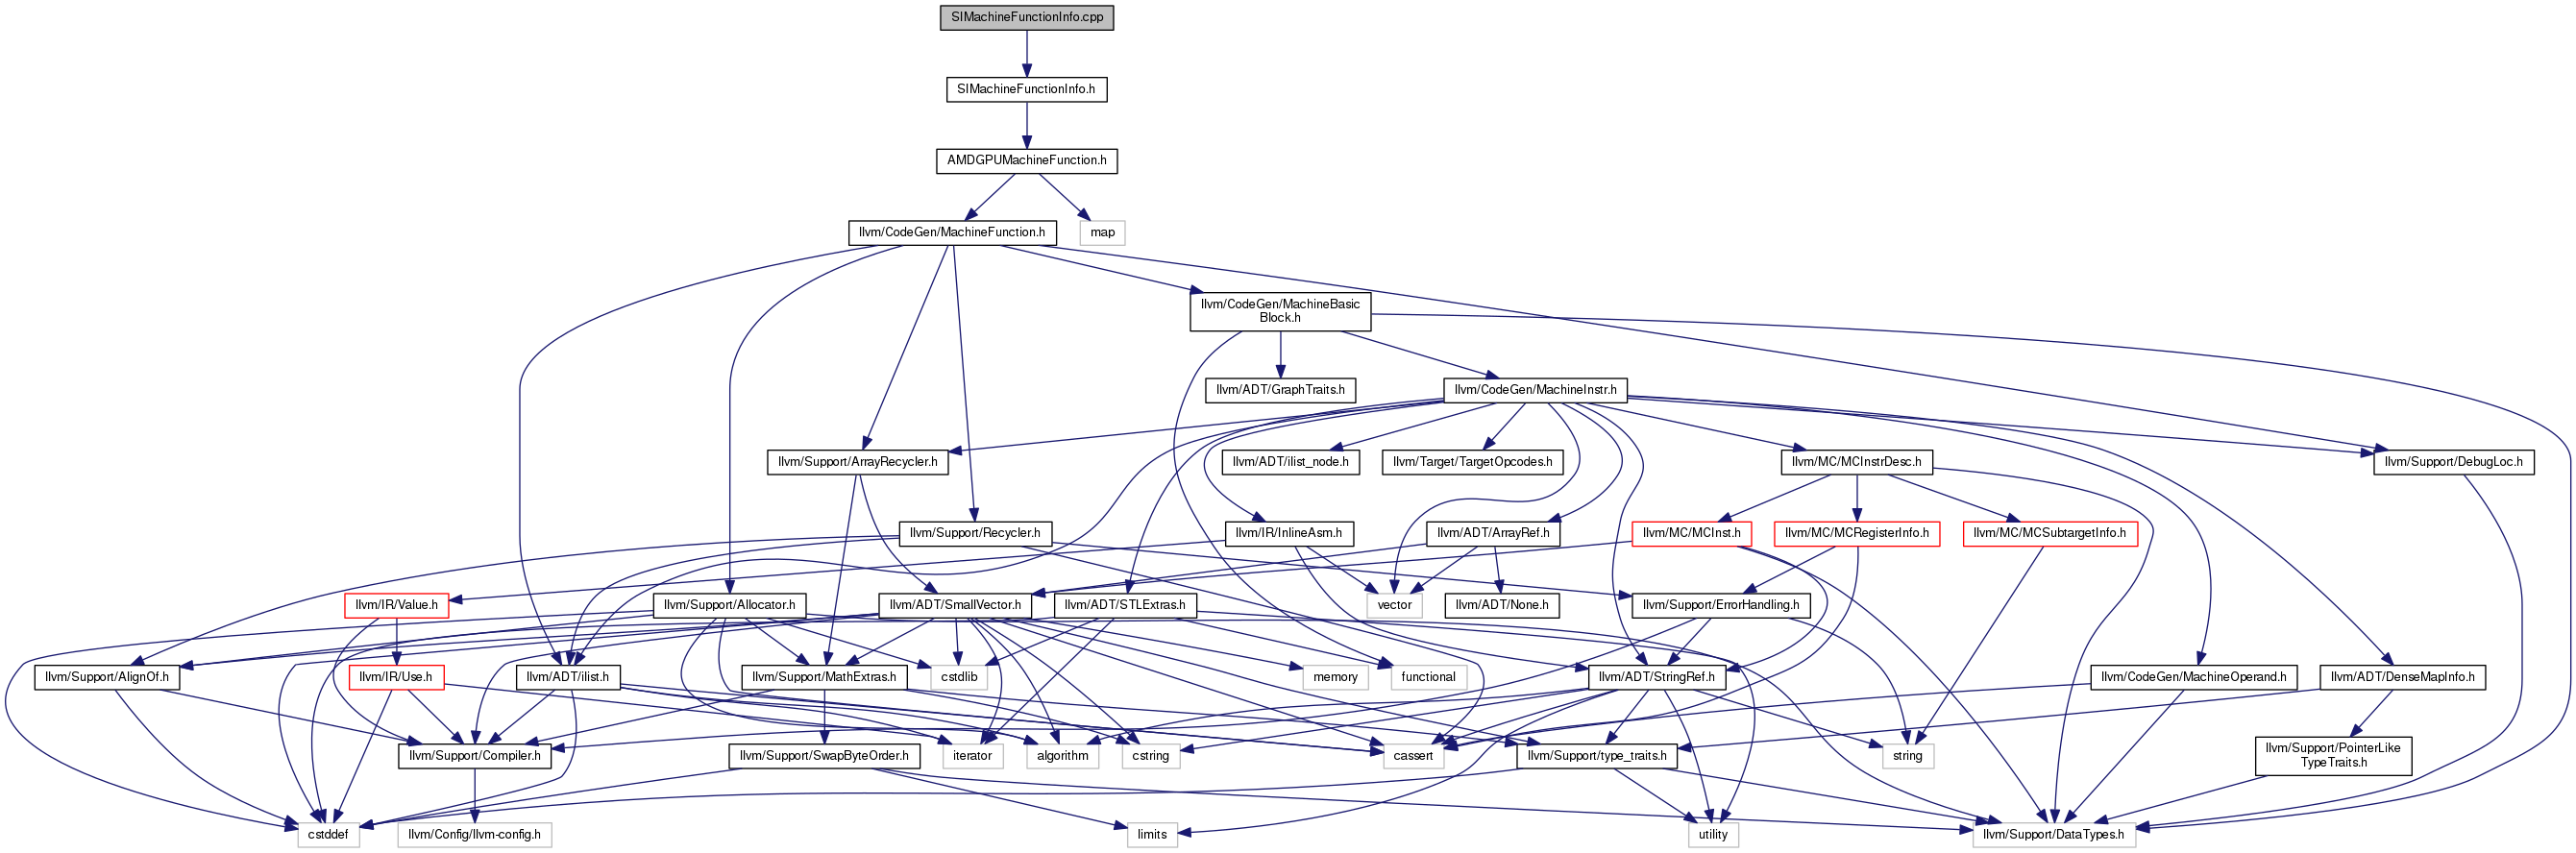 SIMachineFunctionInfo.cpp
SIMachineFunctionInfo.h
AMDGPUMachineFunction.h
llvm/CodeGen/MachineFunction.h
map
llvm/CodeGen/MachineBasic
Block.h
llvm/ADT/GraphTraits.h
llvm/CodeGen/MachineInstr.h
llvm/Support/ArrayRecycler.h
llvm/ADT/ilist_node.h
llvm/Target/TargetOpcodes.h
llvm/MC/MCInstrDesc.h
llvm/Support/DebugLoc.h
llvm/Support/Recycler.h
llvm/IR/InlineAsm.h
llvm/ADT/ArrayRef.h
llvm/MC/MCInst.h
llvm/MC/MCRegisterInfo.h
llvm/MC/MCSubtargetInfo.h
llvm/IR/Value.h
llvm/Support/Allocator.h
llvm/ADT/SmallVector.h
llvm/ADT/STLExtras.h
vector
llvm/ADT/None.h
llvm/Support/ErrorHandling.h
llvm/Support/AlignOf.h
llvm/IR/Use.h
llvm/ADT/ilist.h
llvm/Support/MathExtras.h
cstdlib
memory
functional
llvm/ADT/StringRef.h
llvm/CodeGen/MachineOperand.h
llvm/ADT/DenseMapInfo.h
llvm/Support/Compiler.h
llvm/Support/SwapByteOrder.h
iterator
algorithm
cstring
cassert
llvm/Support/type_traits.h
string
llvm/Support/PointerLike
TypeTraits.h
cstddef
llvm/Config/llvm-config.h
limits
utility
llvm/Support/DataTypes.h